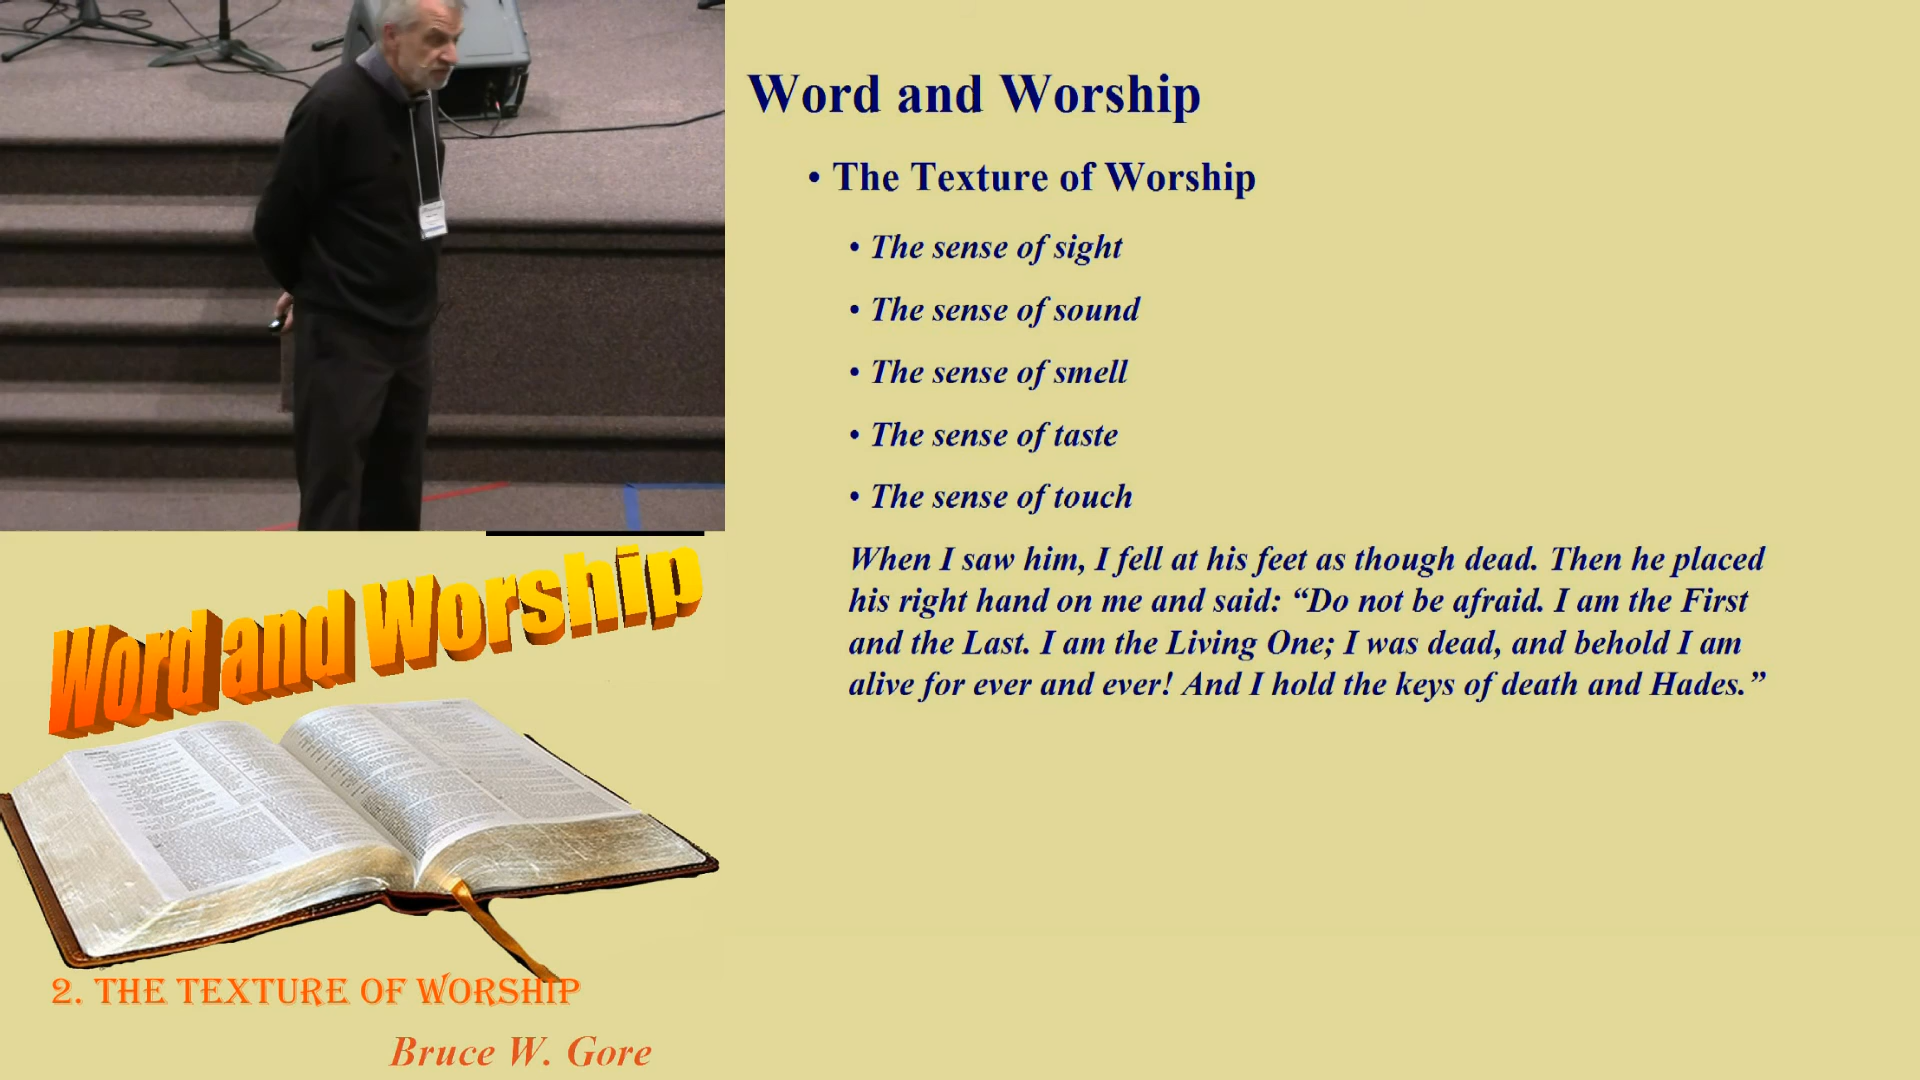 Word and Worship
• The Texture of Worship
• The sense of sight
• The sense of sound
• The sense of smell
• The sense of taste
• The sense of touch
When I saw him, I fell at his feet as though dead. Then he placed
his right hand on me and said: “Do not be afraid. I am the First
and the Last. I am the Living One; I was dead, and behold I am
alive for ever and ever! And I hold the keys of death and Hades.”
Word and Worship
2. The Texture of Worship
Bruce W. Gore